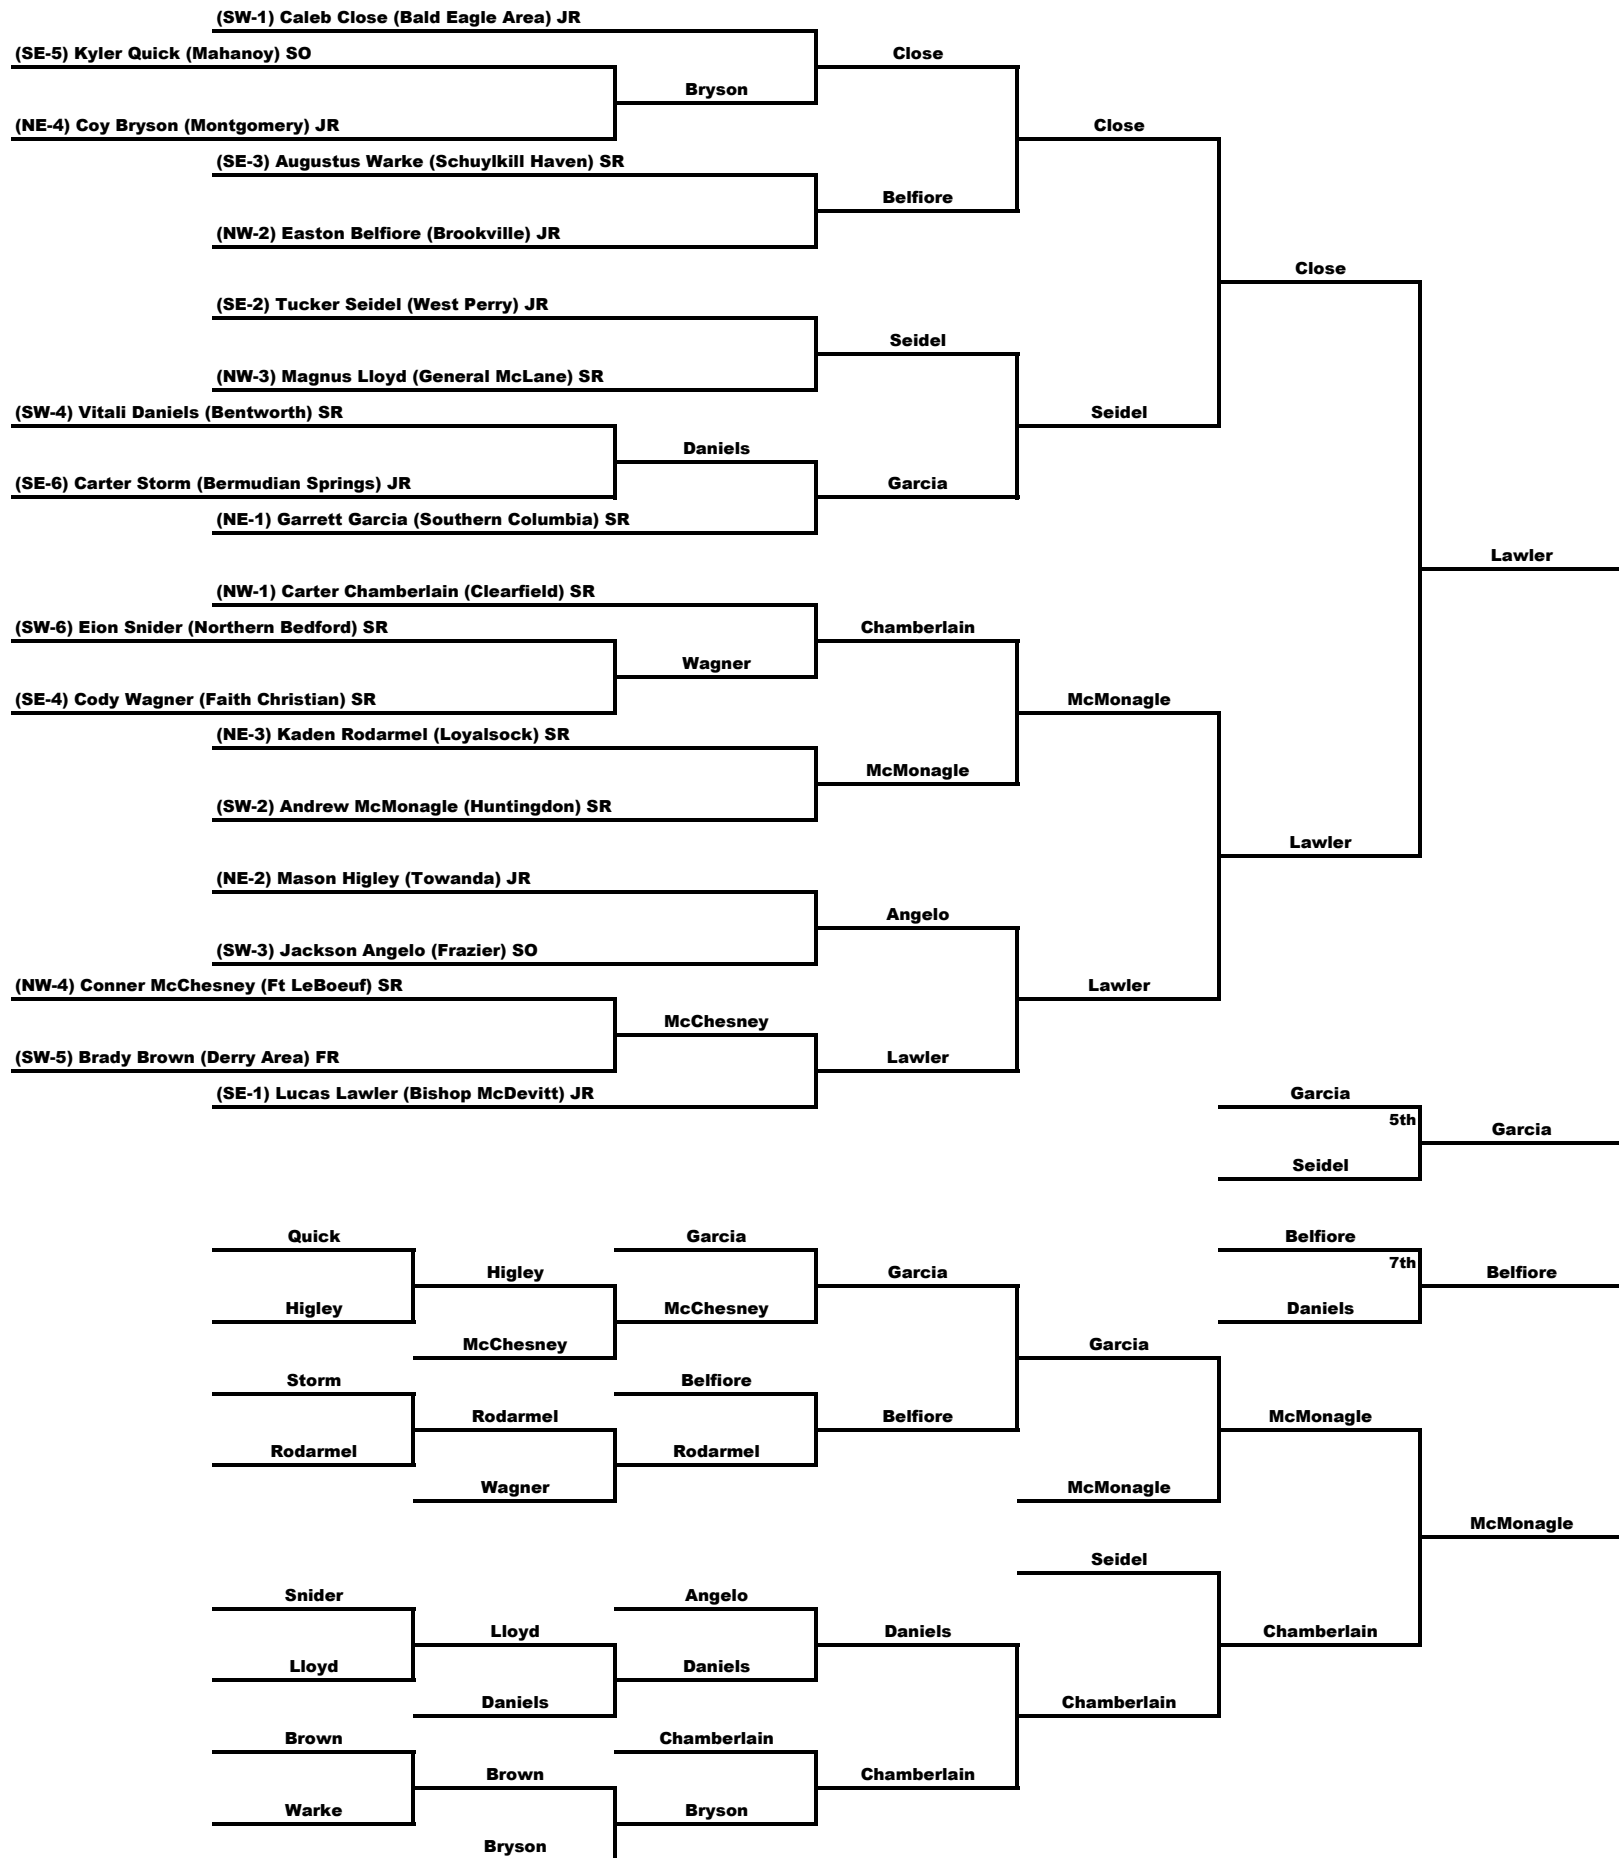 (SW-1) Caleb Close (Bald Eagle Area) JR
(SE-5) Kyler Quick (Mahanoy) SO
Close
Bryson
(NE-4) Coy Bryson (Montgomery) JR
Close
(SE-3) Augustus Warke (Schuylkill Haven) SR
Belfiore
(NW-2) Easton Belfiore (Brookville) JR
Close
(SE-2) Tucker Seidel (West Perry) JR
Seidel
(NW-3) Magnus Lloyd (General McLane) SR
(SW-4) Vitali Daniels (Bentworth) SR
Seidel
Daniels
(SE-6) Carter Storm (Bermudian Springs) JR
Garcia
(NE-1) Garrett Garcia (Southern Columbia) SR
Lawler
(NW-1) Carter Chamberlain (Clearfield) SR
(SW-6) Eion Snider (Northern Bedford) SR
Chamberlain
Wagner
(SE-4) Cody Wagner (Faith Christian) SR
McMonagle
(NE-3) Kaden Rodarmel (Loyalsock) SR
McMonagle
(SW-2) Andrew McMonagle (Huntingdon) SR
Lawler
(NE-2) Mason Higley (Towanda) JR
Angelo
(SW-3) Jackson Angelo (Frazier) SO
(NW-4) Conner McChesney (Ft LeBoeuf) SR
Lawler
McChesney
(SW-5) Brady Brown (Derry Area) FR
Lawler
(SE-1) Lucas Lawler (Bishop McDevitt) JR
Garcia
5th
Garcia
Seidel
Quick
Garcia
Belfiore
7th
Higley
Garcia
Belfiore
Higley
McChesney
Daniels
McChesney
Garcia
Storm
Belfiore
Rodarmel
Belfiore
McMonagle
Rodarmel
Rodarmel
Wagner
McMonagle
McMonagle
Seidel
Snider
Angelo
Lloyd
Daniels
Chamberlain
Lloyd
Daniels
Daniels
Chamberlain
Brown
Chamberlain
Brown
Chamberlain
Warke
Bryson
Bryson